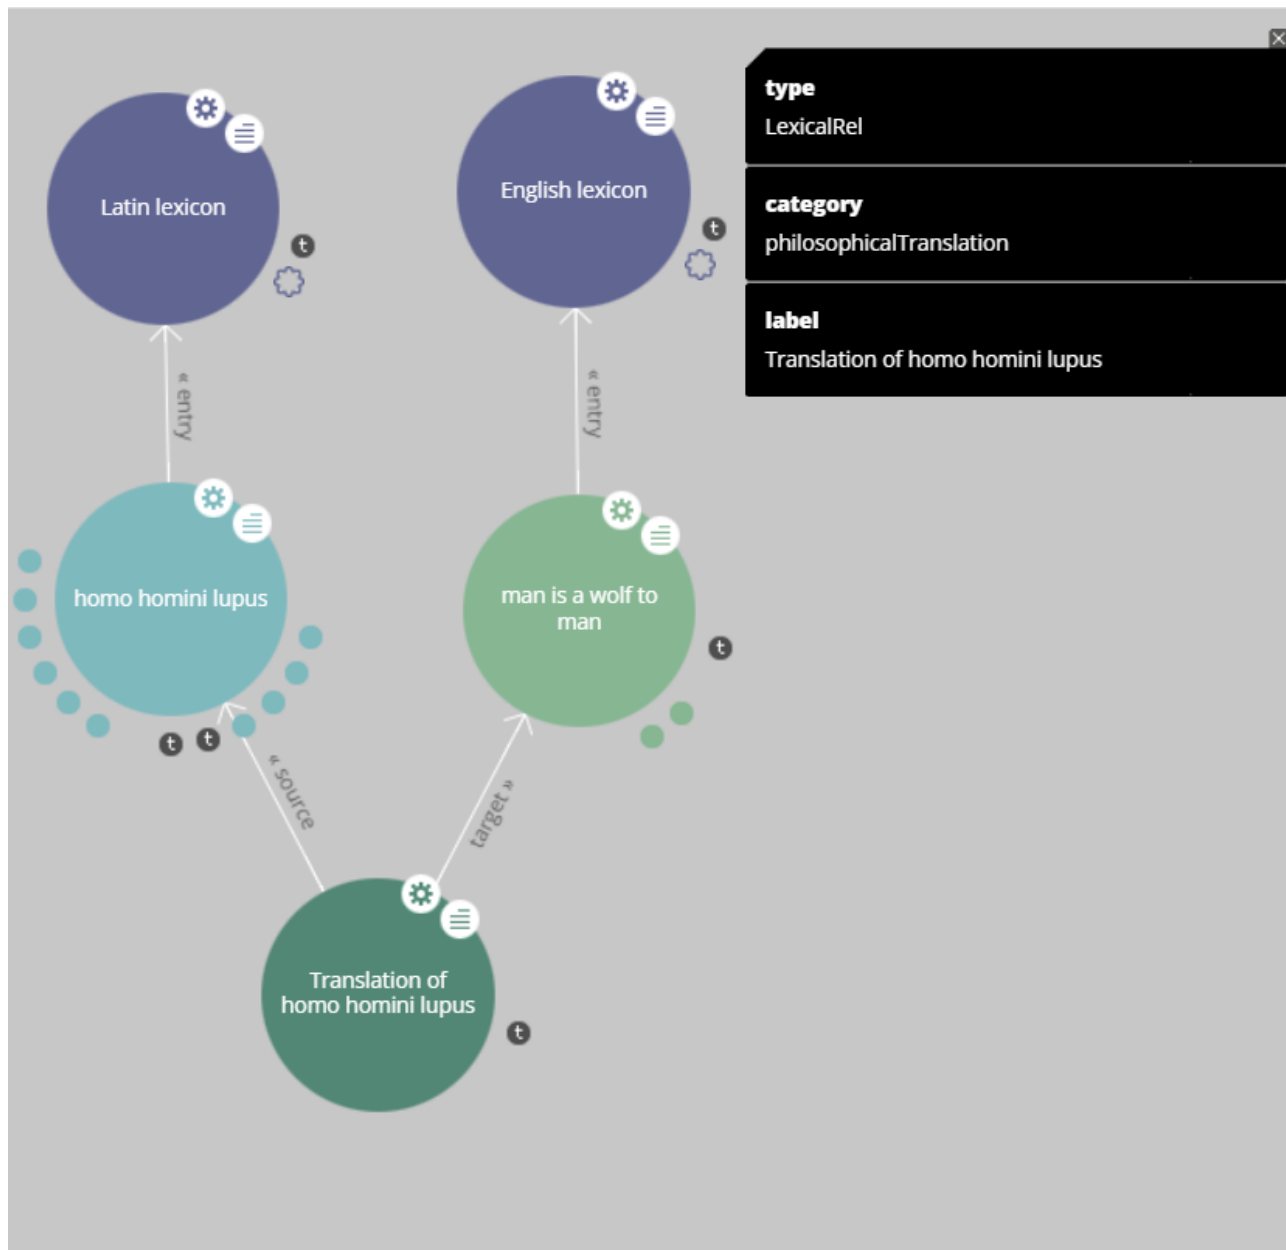 Latin lexicon
t
English lexicon
t
type
LexicalRel
category
philosophicalTranslation
label
Translation of homo homini lupus
« entry
« entry
homo homini lupus
t
t
man is a wolf to
man
t
« source
target »
Translation of
homo homini lupus
t